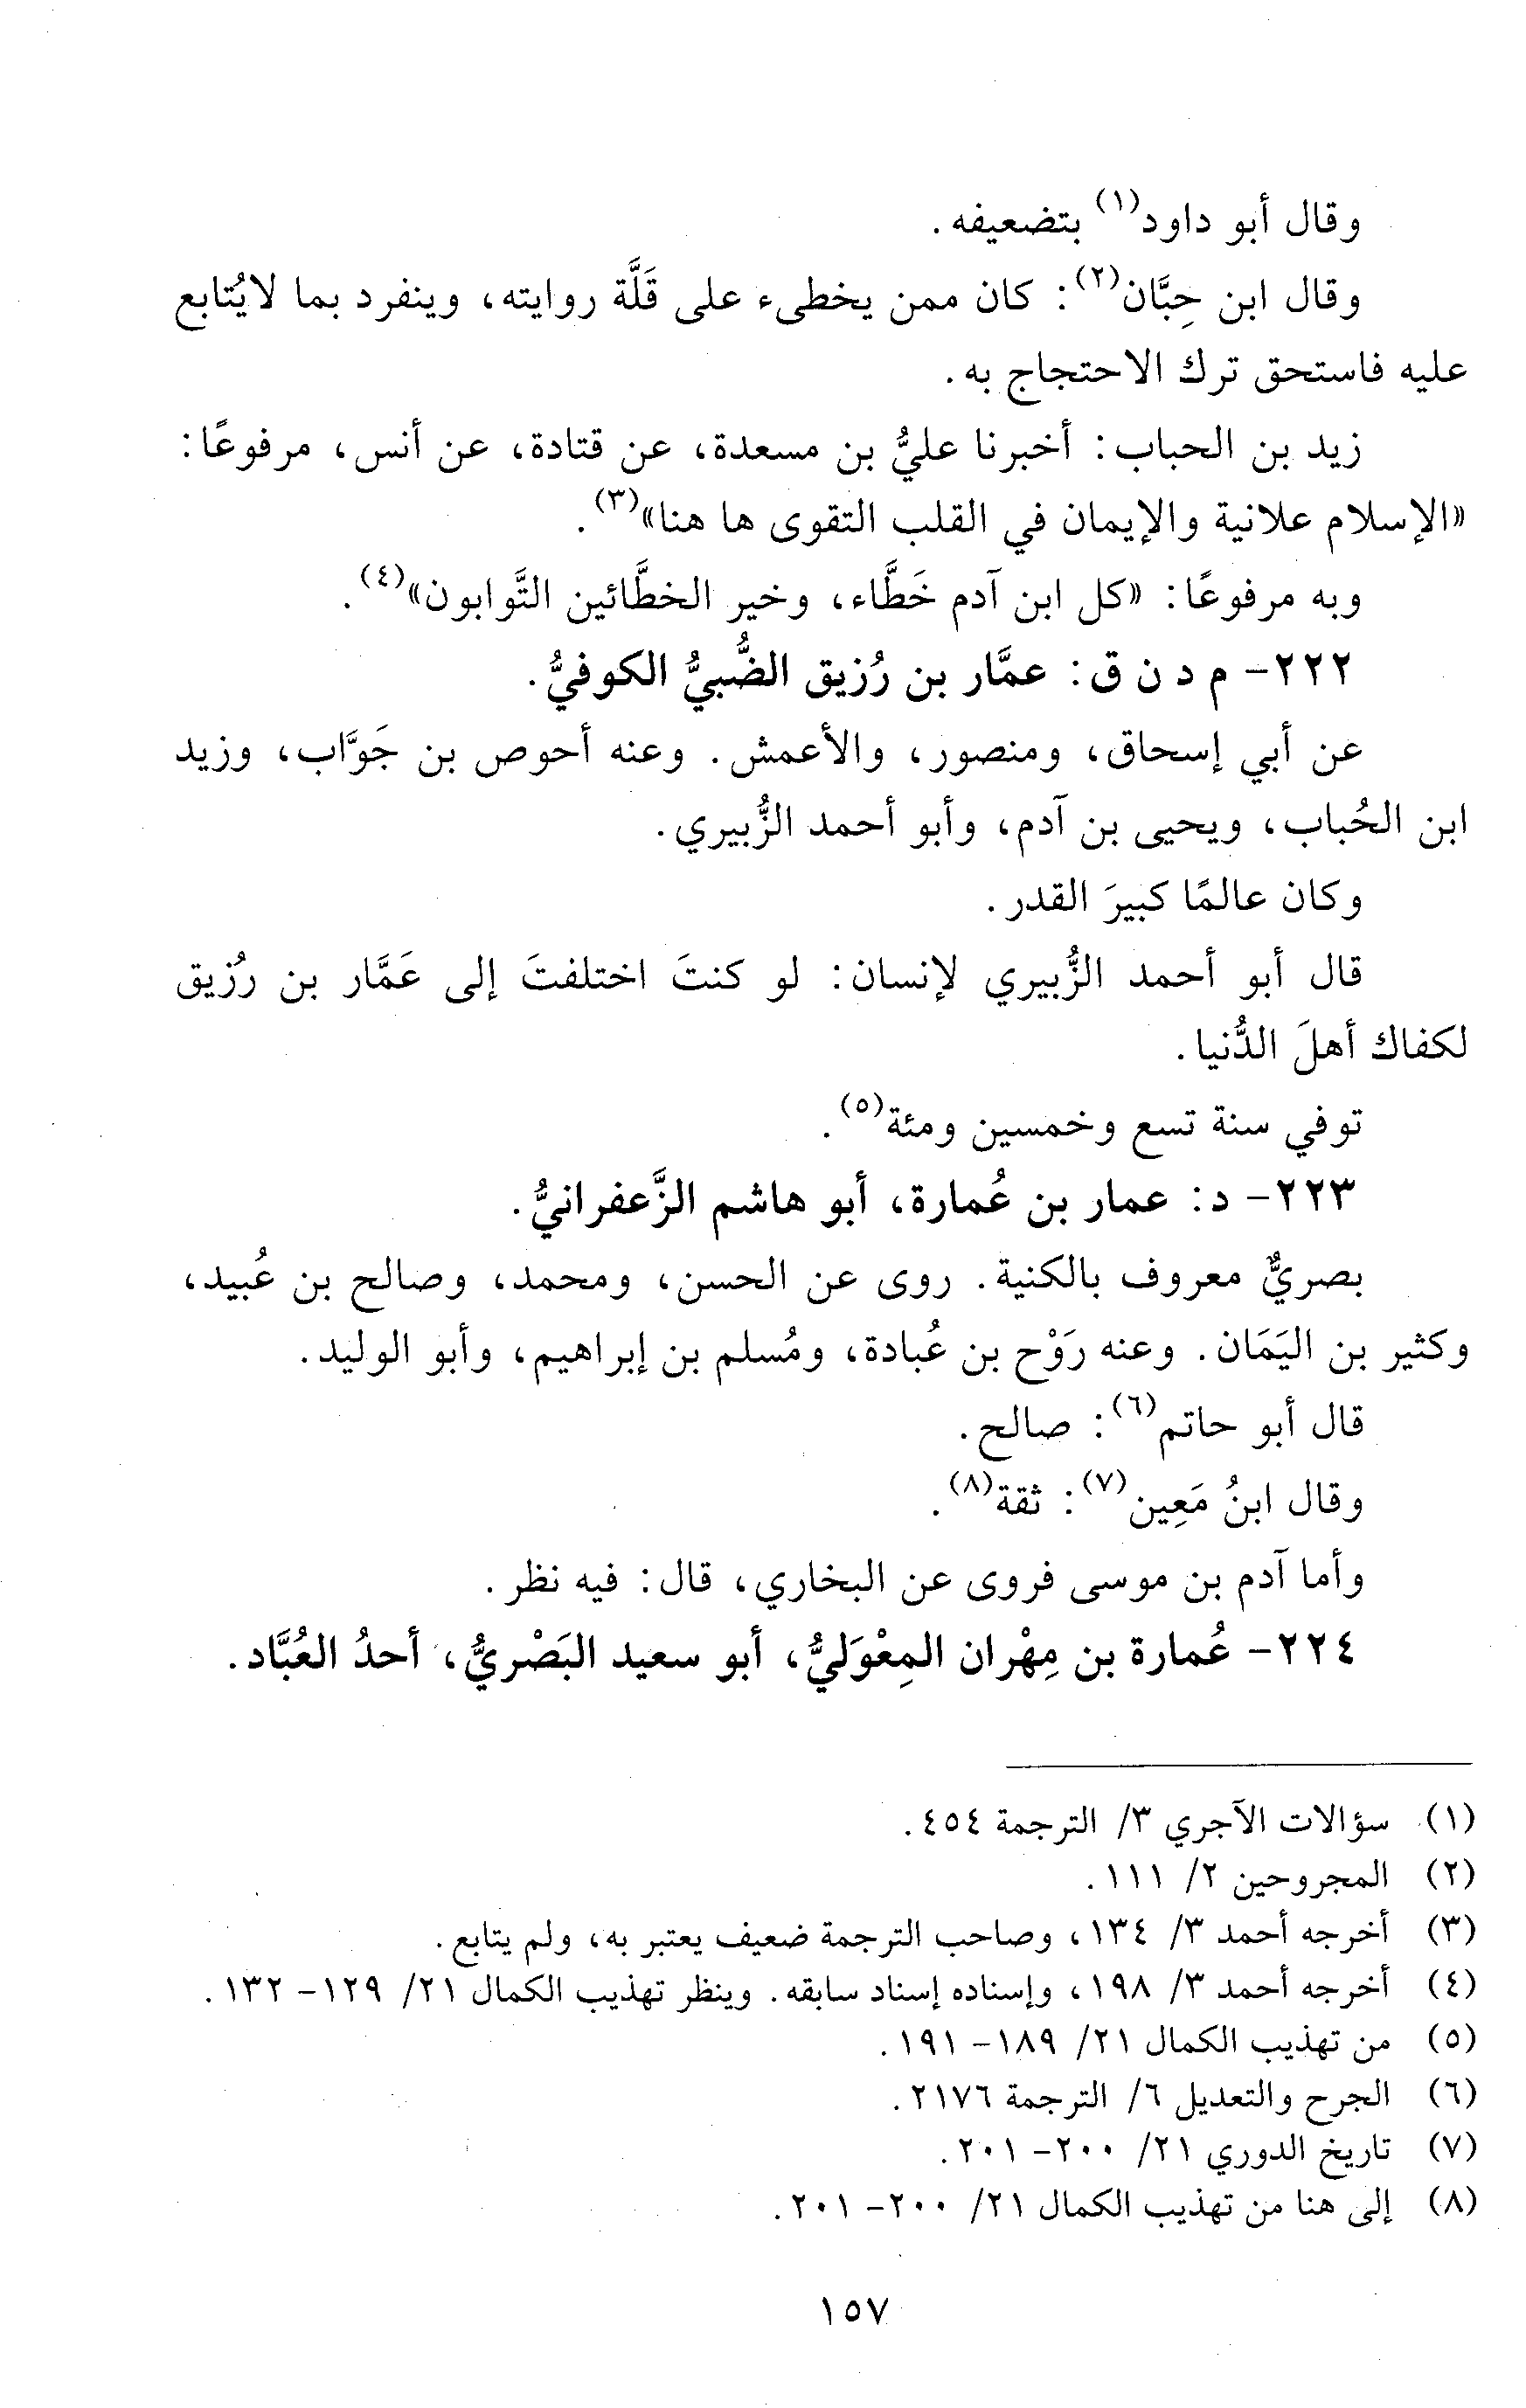 وقال أبو داود(١) بتضعيفه.
وقال ابن حِبَّان(٢): كان ممن يخطىء على قَلَّة روايته، وينفرد بما لايُتابع
عليه فاستحق ترك الاحتجاج به.
زيد بن الحباب: أخبرنا عليُّ بن مسعدة، عن قتادة، عن أنس، مرفوعًا:
«الإسلام علانية والإيمان في القلب التقوى ها هنا»(٣).
وبه مرفوعًا: «كل ابن آدم خَطَّاء، وخير الخطَّائين التَّوابون»(٤).
٢٢٢- م د ن ق: عمَّار بن رُزيق الضُّبيُّ الكوفيُّ.
عن أبي إسحاق، ومنصور، والأعمش. وعنه أحوص بن جَوَّاب، وزيد
ابن الحُباب، ويحيى بن آدم، وأبو أحمد الزُّبيري.
وكان عالمًا كبيرَ القدر.
قال أبو أحمد الزُّبيري لإنسان: لو كنتَ اختلفتَ إلى عَمَّار بن رُزيق
لكفاك أهلَ الدُّنيا.
توفي سنة تسع وخمسين ومئة(٥).
٢٢٣- د: عمار بن عُمارة، أبو هاشم الزَّعفرانيُّ.
بصريٌّ معروف بالكنية. روى عن الحسن، ومحمد، وصالح بن عُبيد،
وكثير بن اليَمَان. وعنه رَوْح بن عُبادة، ومُسلم بن إبراهيم، وأبو الوليد.
قال أبو حاتم(٦): صالح.
وقال ابنُ مَعِين(٧): ثقة(٨).
وأما آدم بن موسى فروى عن البخاري، قال: فيه نظر.
٢٢٤- عُمارة بن مِهْران المِعْوَليُّ، أبو سعيد البَصْريُّ، أحدُ العُبَّاد.
(١) سؤالات الآجري ٣/ الترجمة ٤٥٤.
(٢) المجروحين ٢/ ١١١.
(٣) أخرجه أحمد ٣/ ١٣٤، وصاحب الترجمة ضعيف يعتبر به، ولم يتابع.
(٤) أخرجه أحمد ٣/ ١٩٨، وإسناده إسناد سابقه. وينظر تهذيب الكمال ٢١/ ١٢٩- ١٣٢.
(٥) من تهذيب الكمال ٢١/ ١٨٩- ١٩١.
(٦) الجرح والتعديل ٦/ الترجمة ٢١٧٦.
(٧) تاريخ الدوري ٢١/ ٢٠٠- ٢٠١.
(٨) إلى هنا من تهذيب الكمال ٢١/ ٢٠٠- ٢٠١.
١٥٧